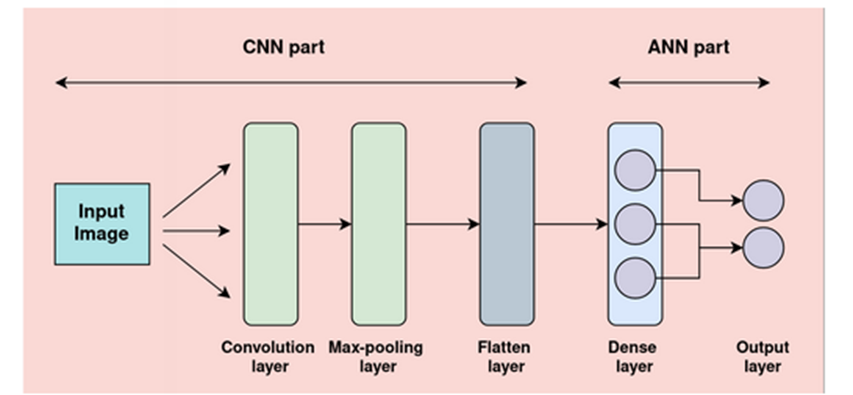 CNN part
ANN part
Input
Image
Convolution
layer
Max-pooling
layer
Flatten
layer
Dense
layer
Output
layer